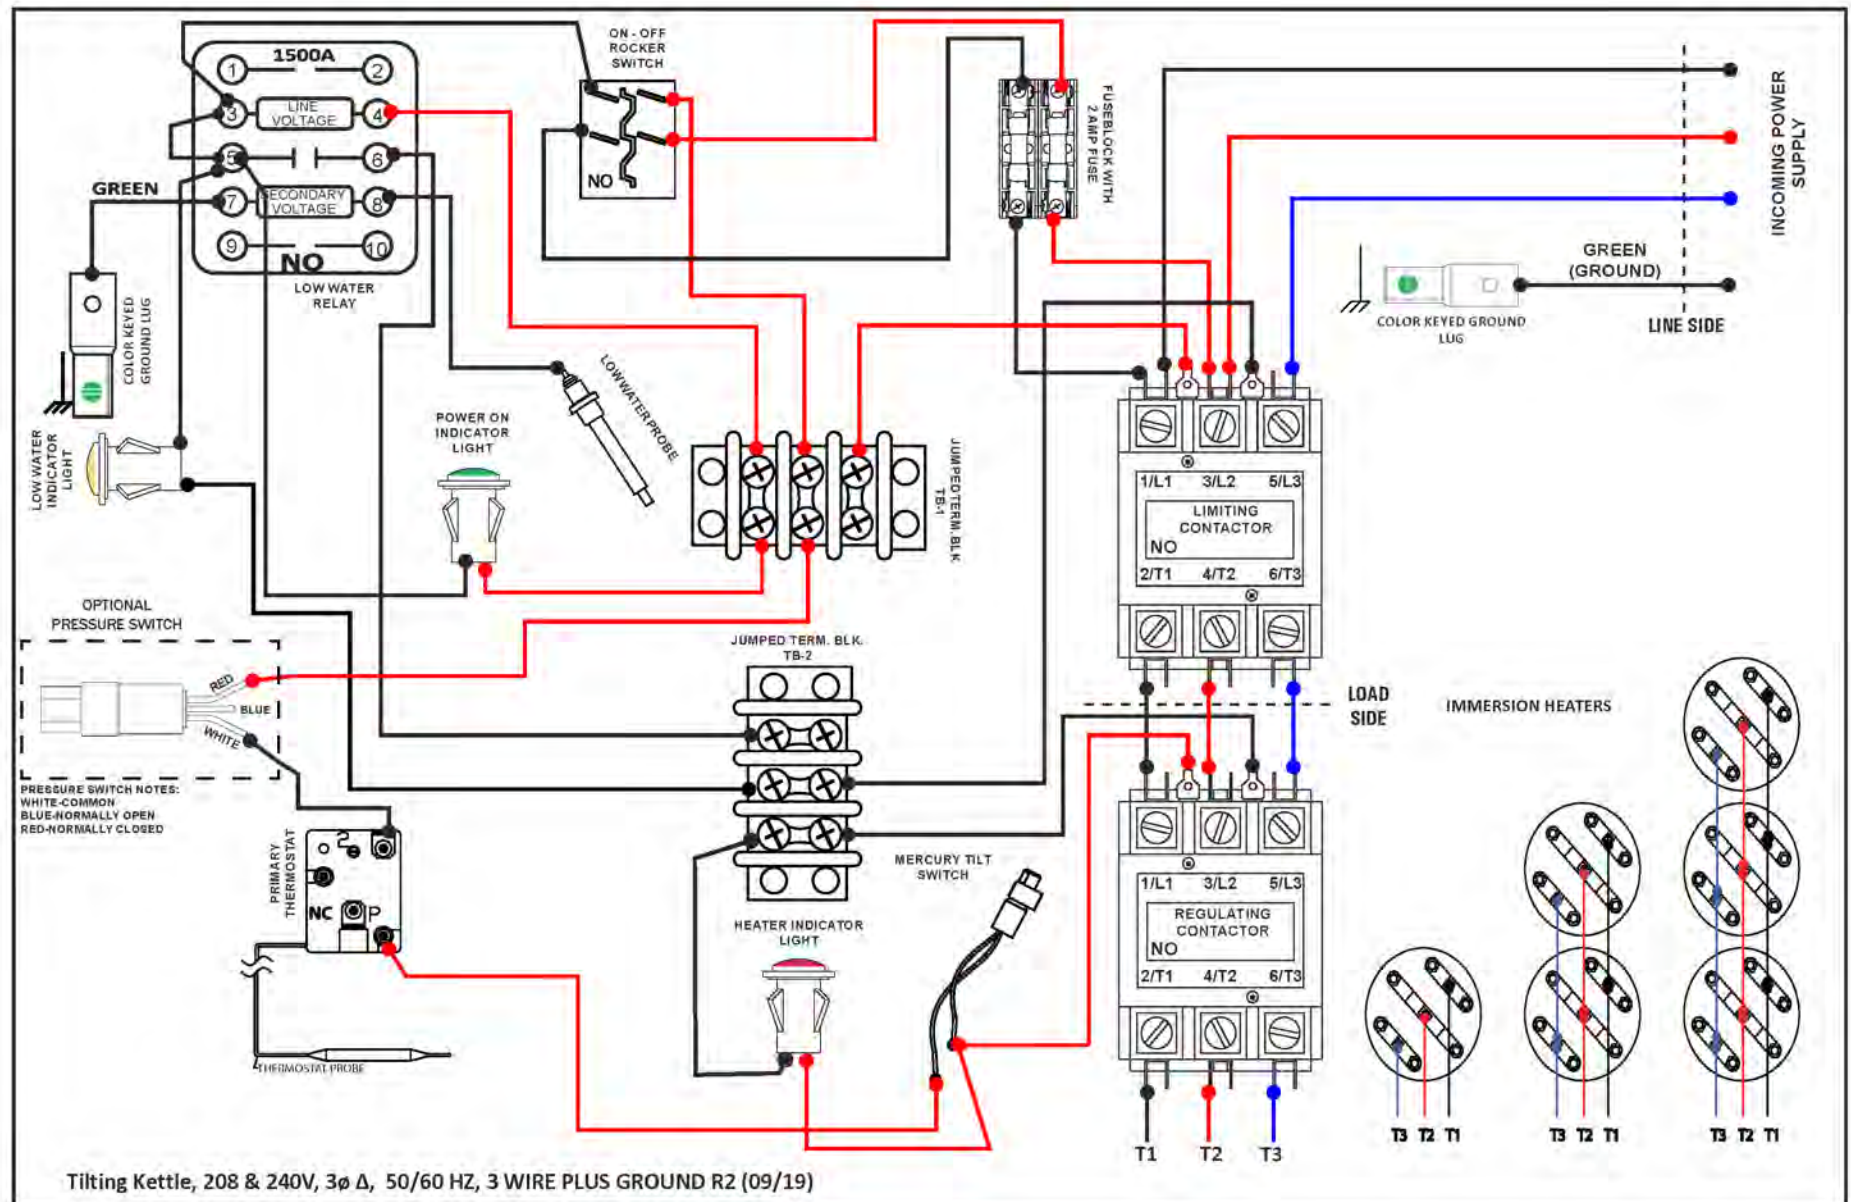 1500A
1
2
3
LINE
VOLTAGE
4
5
6
7
SECONDARY
VOLTAGE
8
9
10
NO
LOW WATER
RELAY
GREEN
COLOR KEYED
GROUND LUG
LOW WATER
INDICATOR
LIGHT
ON - OFF
ROCKER
SWITCH
NO
FUSEBLOCK WITH
2 AMP FUSE
INCOMING POWER
SUPPLY
GREEN
(GROUND)
COLOR KEYED GROUND
LUG
LINE SIDE
LOW WATER PROBE
POWER ON
INDICATOR
LIGHT
JUMPED TERM. BLK
TB-1
1/L1 3/L2 5/L3
LIMITING
CONTACTOR
NO
2/T1 4/T2 6/T3
OPTIONAL
PRESSURE SWITCH
RED
BLUE
WHITE
PRESSURE SWITCH NOTES:
WHITE-COMMON
BLUE-NORMALLY OPEN
RED-NORMALLY CLOSED
JUMPED TERM. BLK.
TB-2
LOAD
SIDE
IMMERSION HEATERS
PRIMARY
THERMOSTAT
2
NC
P
THERMOSTAT PROBE
HEATER INDICATOR
LIGHT
MERCURY TILT
SWITCH
1/L1 3/L2 5/L3
REGULATING
CONTACTOR
NO
2/T1 4/T2 6/T3
T1 T2 T3
T3 T2 T1
T3 T2 T1
T3 T2 T1
Tilting Kettle, 208 & 240V, 3ø Δ, 50/60 HZ, 3 WIRE PLUS GROUND R2 (09/19)